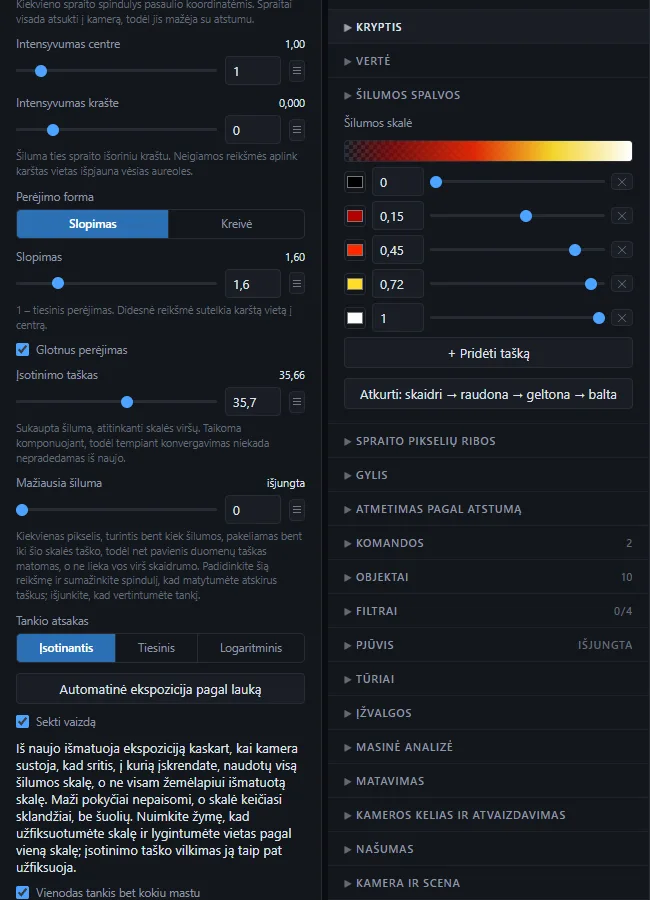 Kiekvieno spraito spindulys pasaulio koordinatėmis. Spraitai
visada atsukti į kamerą, todėl jis mažėja su atstumu.
Intensyvumas centre 1,00
1
Intensyvumas krašte 0,000
0
Šiluma ties spraito išoriniu kraštu. Neigiamos reikšmės aplink
karštas vietas išpjauna vėsias aureoles.
Perėjimo forma
Slopimas Kreivė
Slopimas 1,60
1,6
1 – tiesinis perėjimas. Didesnė reikšmė sutelkia karštą vietą į
centrą.
Glotnus perėjimas
Įsotinimo taškas 35,66
35,7
Sukaupta šiluma, atitinkanti skalės viršų. Taikoma
komponuojant, todėl tempiant konvergavimas niekada
nepradedamas iš naujo.
Mažiausia šiluma išjungta
0
Kiekvienas pikselis, turintis bent kiek šilumos, pakeliamas bent
iki šio skalės taško, todėl net pavienis duomenų taškas
matomas, o ne lieka vos virš skaidrumo. Padidinkite šią
reikšmę ir sumažinkite spindulį, kad matytumėte atskirus
taškus; išjunkite, kad vertintumėte tankį.
Tankio atsakas
Įsotinantis Tiesinis Logaritminis
Automatinė ekspozicija pagal lauką
Sekti vaizdą
Iš naujo išmatuoja ekspoziciją kaskart, kai kamera
sustoja, kad sritis, į kurią įskrendate, naudotų visą
šilumos skalę, o ne visam žemėlapiui išmatuotą
skalę. Maži pokyčiai nepaisomi, o skalė keičiasi
sklandžiai, be šuolių. Nuimkite žymę, kad
užfiksuotumėte skalę ir lygintumėte vietas pagal
vieną skalę; įsotinimo taško vilkimas ją taip pat
užfiksuoja.
Vienodas tankis bet kokiu mastu
KRYPTIS
VERTĖ
ŠILUMOS SPALVOS
Šilumos skalė
0
0,15
0,45
0,72
1
+ Pridėti tašką
Atkurti: skaidri → raudona → geltona → balta
SPRAITO PIKSELIŲ RIBOS
GYLIS
ATMETIMAS PAGAL ATSTUMĄ
KOMANDOS 2
OBJEKTAI 10
FILTRAI 0/4
PJŪVIS IŠJUNGTA
TŪRIAI
ĮŽVALGOS
MASINĖ ANALIZĖ
MATAVIMAS
KAMEROS KELIAS IR ATVAIZDAVIMAS
NAŠUMAS
KAMERA IR SCENA